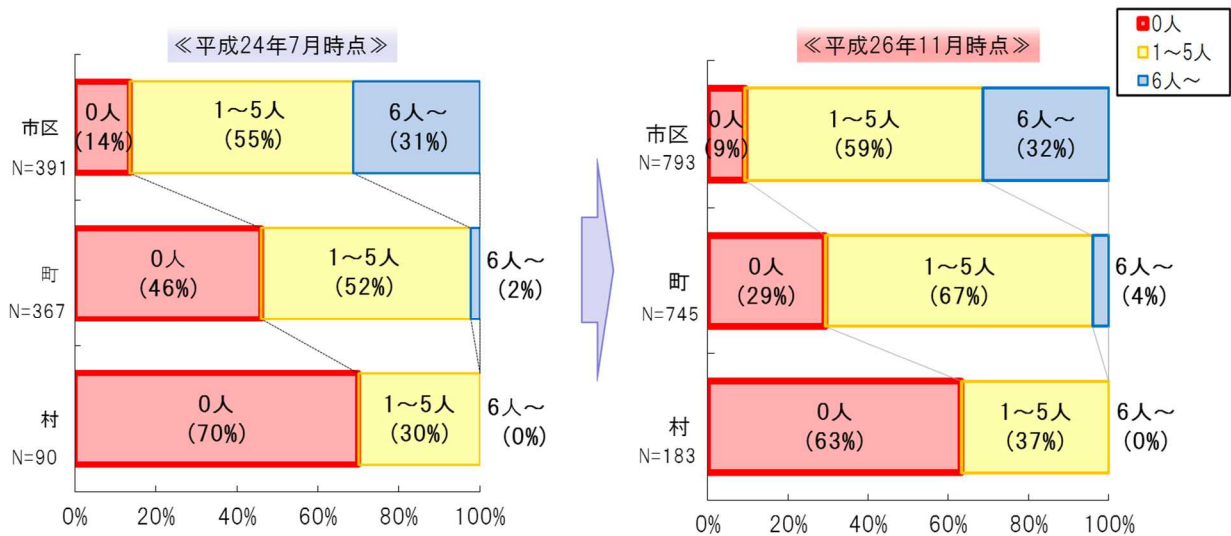 ≪平成24年7月時点≫
市区
N=391
0人
(14%)
1～5人
(55%)
6人～
(31%)
町
N=367
0人
(46%)
1～5人
(52%)
6人～
(2%)
村
N=90
0人
(70%)
1～5人
(30%)
6人～
(0%)
0% 20% 40% 60% 80% 100%
≪平成26年11月時点≫
0人
1～5人
6人～
市区
N=793
0人
(9%)
1～5人
(59%)
6人～
(32%)
町
N=745
0人
(29%)
1～5人
(67%)
6人～
(4%)
村
N=183
0人
(63%)
1～5人
(37%)
6人～
(0%)
0% 20% 40% 60% 80% 100%